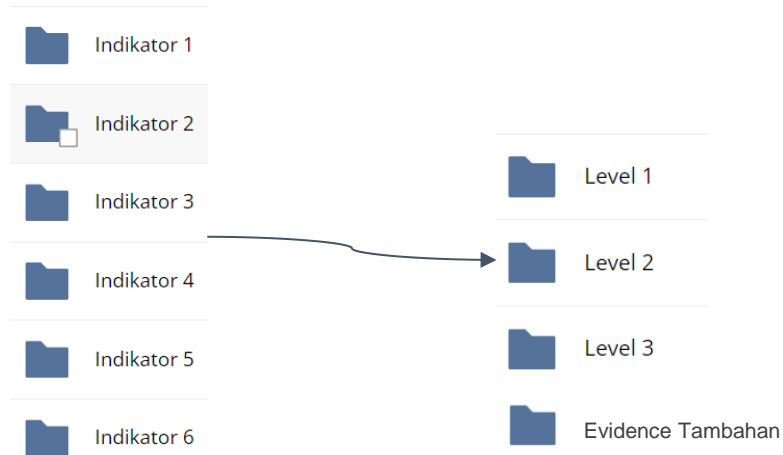 Indikator 1
Indikator 2
Indikator 3
Indikator 4
Indikator 5
Indikator 6
Level 1
Level 2
Level 3
Evidence Tambahan